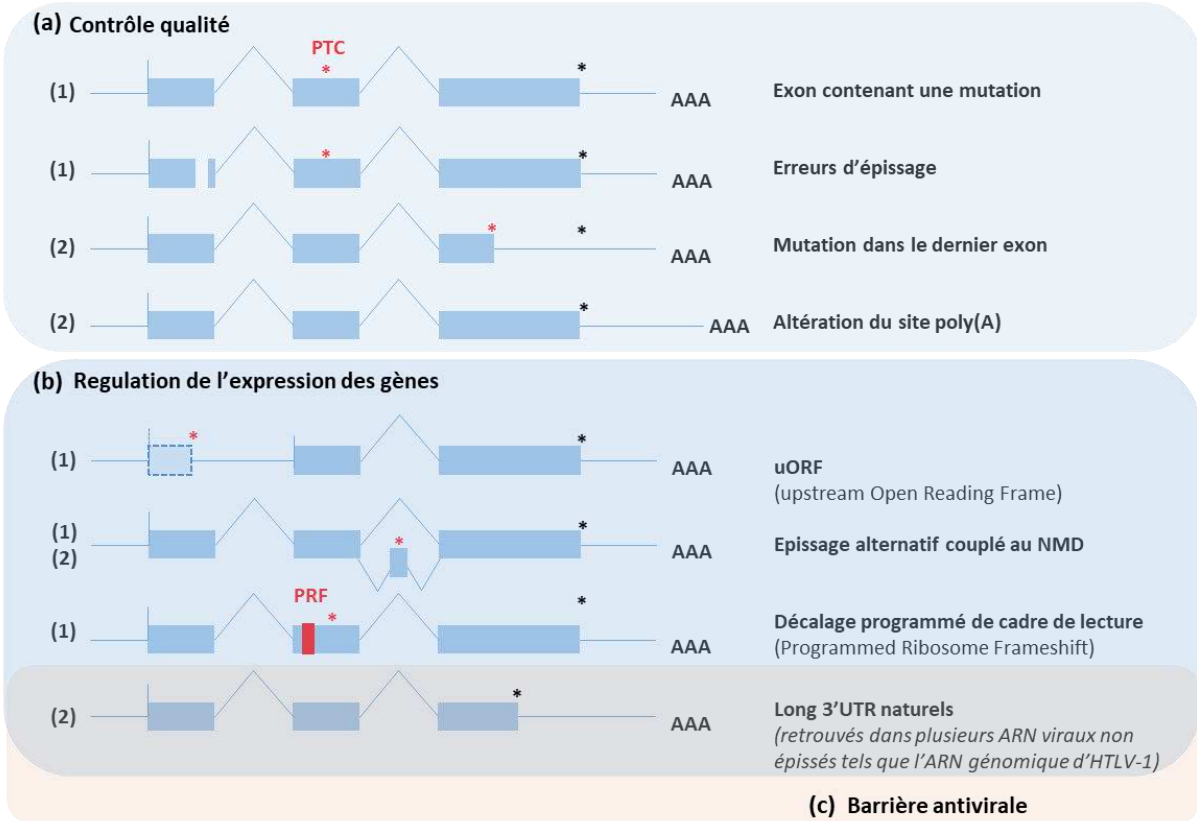 (a) Contrôle qualité
PTC
*
*
(1)
AAA
Exon contenant une mutation
*
*
(1)
AAA
Erreurs d’épissage
*
*
(2)
AAA
Mutation dans le dernier exon
*
(2)
AAA
Altération du site poly(A)
(b) Regulation de l’expression des gènes
*
*
(1)
AAA
uORF
(upstream Open Reading Frame)
(1)
(2)
*
*
AAA
Epissage alternatif couplé au NMD
PRF
*
*
(1)
AAA
Décalage programmé de cadre de lecture
(Programmed Ribosome Frameshift)
*
(2)
AAA
Long 3’UTR naturels
(retrouvés dans plusieurs ARN viraux non
épissés tels que l’ARN génomique d’HTLV-1)
(c) Barrière antivirale